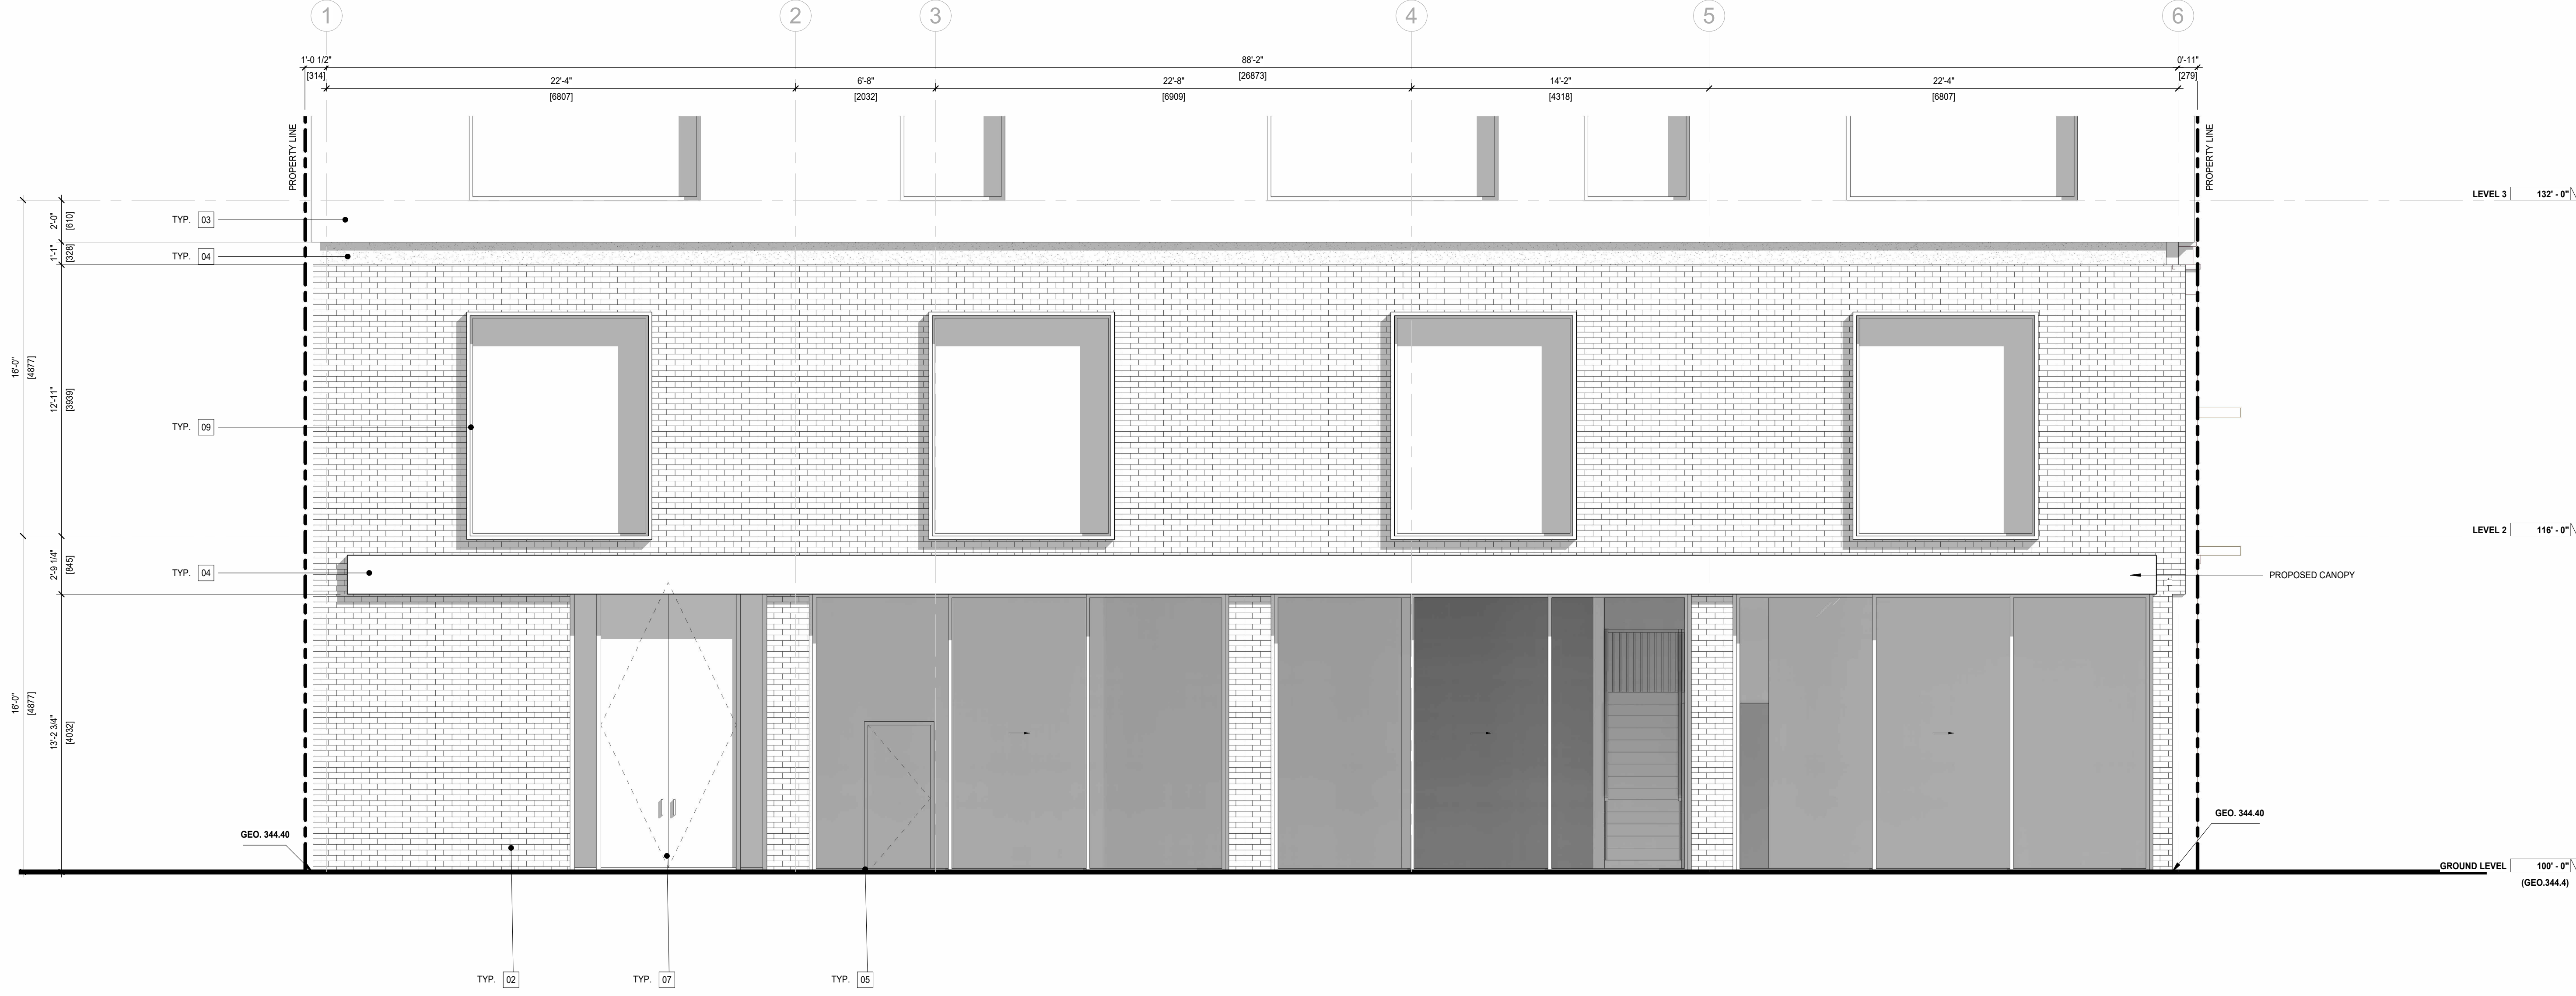 1 2 3 4 5 6
1'-0 1/2" 88'-2" 0'-11"
[314] [26873] [279]
22'-4" 6'-8" 22'-8" 14'-2" 22'-4"
[6807] [2032] [6909] [4318] [6807]
PROPERTY LINE
PROPERTY LINE
LEVEL 3 132' - 0"
2'-0"
[610]
TYP. 03
1'-1"
[328]
TYP. 04
16'-0"
[4877]
12'-11"
[3939]
TYP. 09
LEVEL 2 116' - 0"
2'-9 1/4"
[845]
TYP. 04
PROPOSED CANOPY
16'-0"
[4877]
13'-2 3/4"
[4032]
GEO. 344.40
GEO. 344.40
GROUND LEVEL 100' - 0"
(GEO.344.4)
TYP. 02
TYP. 07
TYP. 05